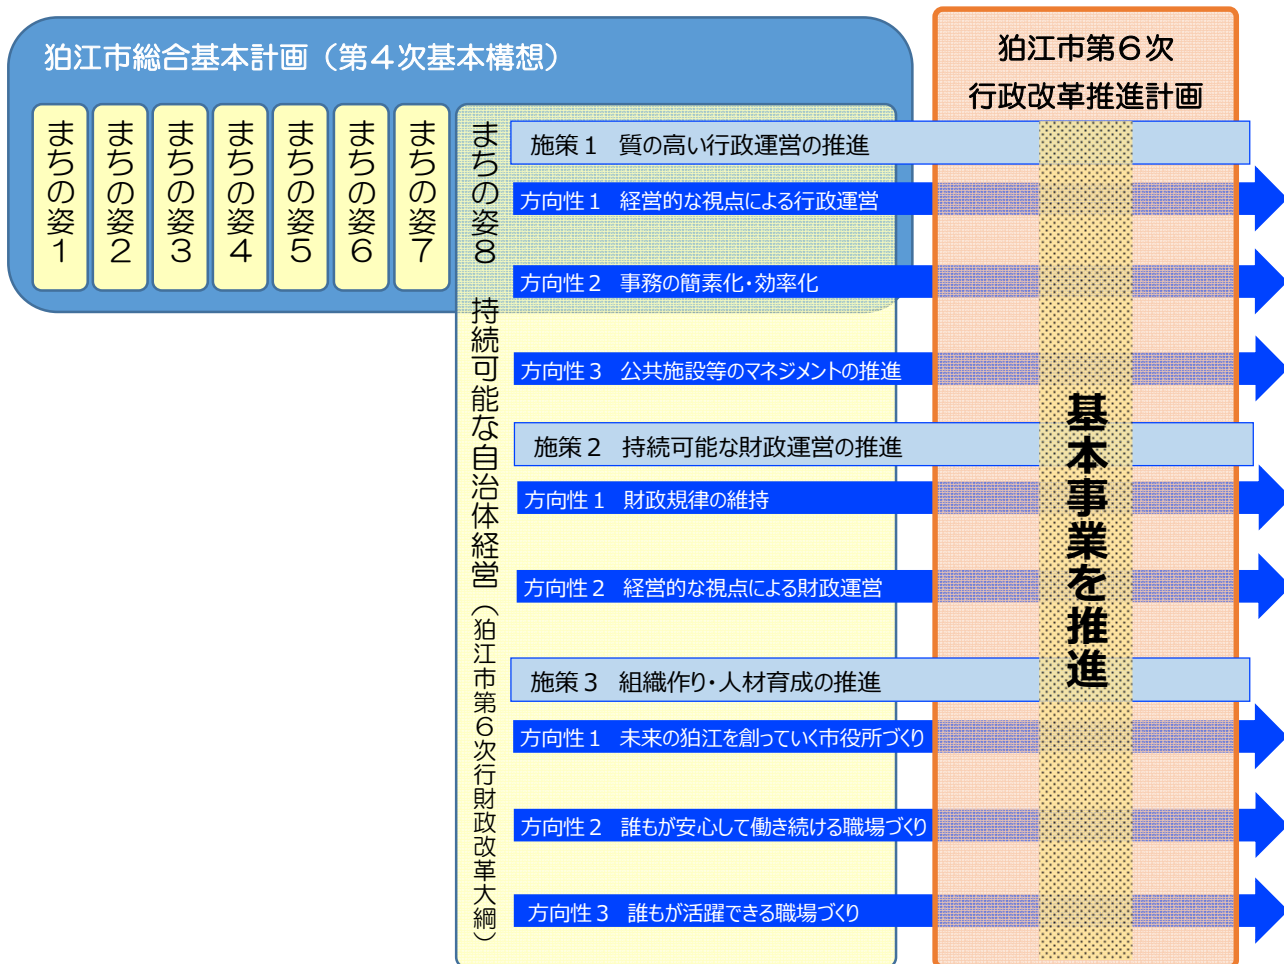 狛江市総合基本計画（第４次基本構想）
まちの姿１
まちの姿２
まちの姿３
まちの姿４
まちの姿５
まちの姿６
まちの姿７
まちの姿８　持続可能な自治体経営（狛江市第６次行財政改革大綱）
狛江市第６次
行政改革推進計画
施策１　質の高い行政運営の推進
方向性１　経営的な視点による行政運営
方向性２　事務の簡素化・効率化
方向性３　公共施設等のマネジメントの推進
施策２　持続可能な財政運営の推進
方向性１　財政規律の維持
方向性２　経営的な視点による財政運営
施策３　組織作り・人材育成の推進
方向性１　未来の狛江を創っていく市役所づくり
方向性２　誰もが安心して働き続ける職場づくり
方向性３　誰もが活躍できる職場づくり
基本事業を推進